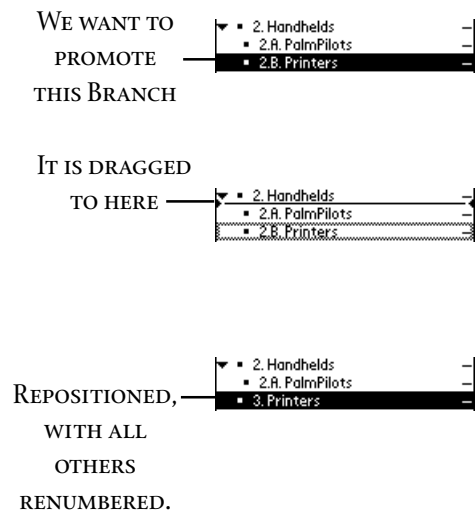 WE WANT TO
PROMOTE
THIS BRANCH
2. Handhelds
2.A. PalmPilots
2.B. Printers
IT IS DRAGGED
TO HERE
2. Handhelds
2.A. PalmPilots
2.B. Printers
2. Handhelds
2.A. PalmPilots
3. Printers
REPOSITIONED,
WITH ALL
OTHERS
RENUMBERED.